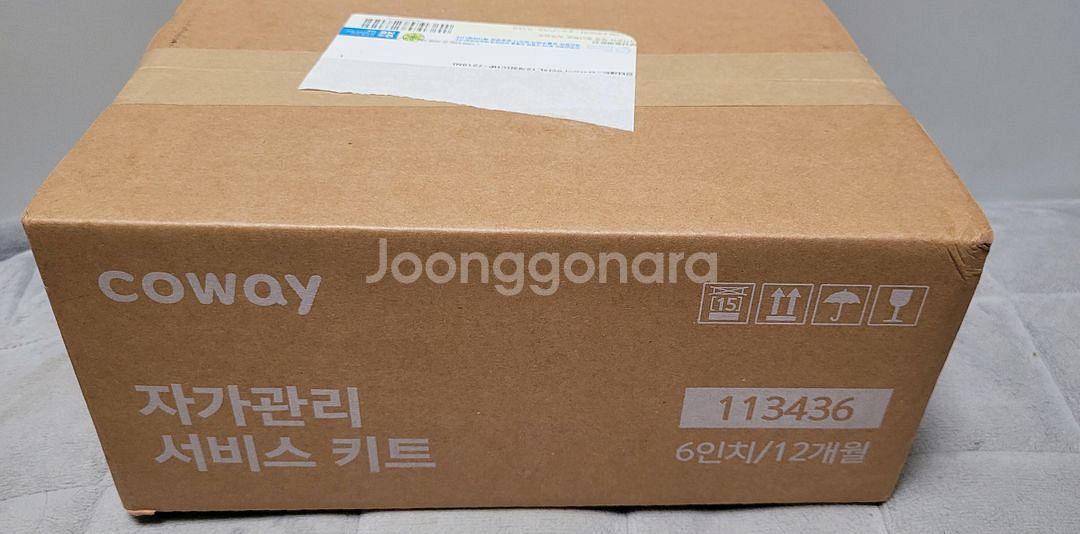 Joonggonara
coway
[15]
자가관리
서비스 키트
113436
6인치/12개월